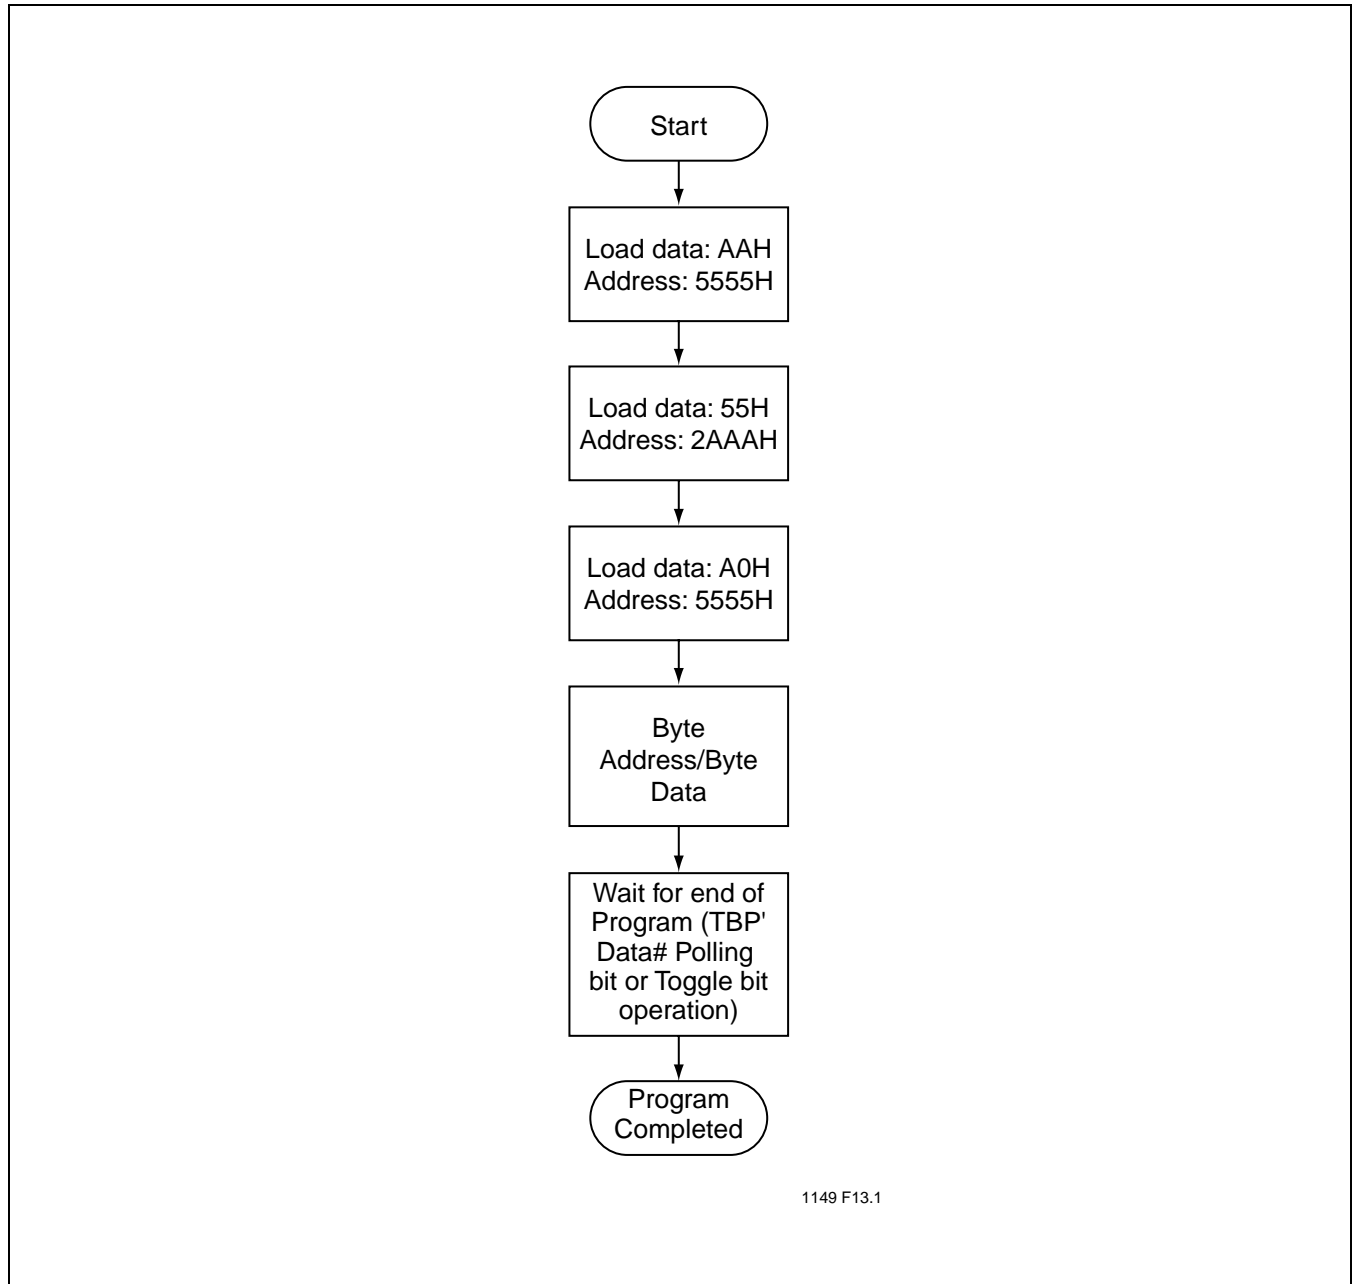 Start
Load data: AAH
Address: 5555H
Load data: 55H
Address: 2AAAH
Load data: A0H
Address: 5555H
Byte
Address/Byte
Data
Wait for end of
Program (TBP'
Data# Polling
bit or Toggle bit
operation)
Program
Completed
1149 F13.1